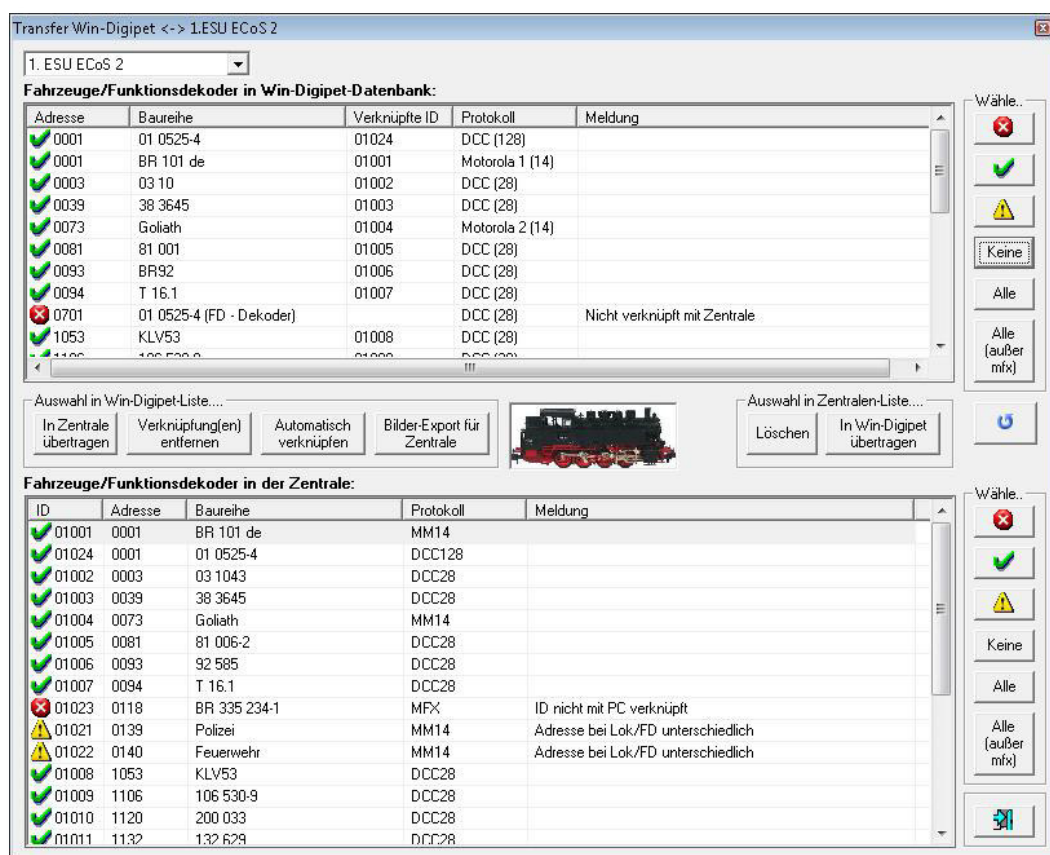 Transfer Win-Digipet <-> 1.ESU ECoS 2
1. ESU ECoS 2
Fahrzeuge/Funktionsdekoder in Win-Digipet-Datenbank:
Adresse Baureihe Verknüpfte ID Protokoll Meldung
0001 01 0525-4 01024 DCC (128)
0001 BR 101 de 01001 Motorola 1 (14)
0003 03 10 01002 DCC (28)
0039 38 3645 01003 DCC (28)
0073 Goliath 01004 Motorola 2 (14)
0081 81 001 01005 DCC (28)
0093 BR92 01006 DCC (28)
0094 T 16.1 01007 DCC (28)
0701 01 0525-4 (FD - Dekoder) DCC (28) Nicht verknüpft mit Zentrale
1053 KLV53 01008 DCC (28)
Wähle..
Keine
Alle
Alle
(außer
mfx)
Auswahl in Win-Digipet-Liste....
In Zentrale
übertragen
Verknüpfung(en)
entfernen
Automatisch
verknüpfen
Bilder-Export für
Zentrale
Auswahl in Zentralen-Liste....
Löschen
In Win-Digipet
übertragen
Fahrzeuge/Funktionsdekoder in der Zentrale:
ID Adresse Baureihe Protokoll Meldung
01001 0001 BR 101 de MM14
01024 0001 01 0525-4 DCC128
01002 0003 03 1043 DCC28
01003 0039 38 3645 DCC28
01004 0073 Goliath MM14
01005 0081 81 006-2 DCC28
01006 0093 92 585 DCC28
01007 0094 T 16.1 DCC28
01023 0118 BR 335 234-1 MFX ID nicht mit PC verknüpft
01021 0139 Polizei MM14 Adresse bei Lok/FD unterschiedlich
01022 0140 Feuerwehr MM14 Adresse bei Lok/FD unterschiedlich
01008 1053 KLV53 DCC28
01009 1106 106 530-9 DCC28
01010 1120 200 033 DCC28
01011 1132 132 629 DCC28
Wähle..
Keine
Alle
Alle
(außer
mfx)